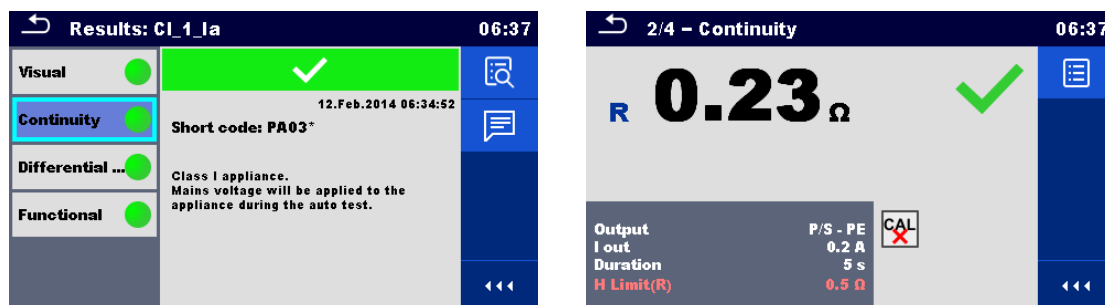 Results: CI_1_Ia
06:37
Visual
Continuity
Differential ...
Functional
12.Feb.2014 06:34:52
Short code: PA03*
Class I appliance.
Mains voltage will be applied to the
appliance during the auto test.
2/4 – Continuity
06:37
R 0.23 Ω
Output P/S - PE
I out 0.2 A
Duration 5 s
H Limit(R) 0.5 Ω
CAL